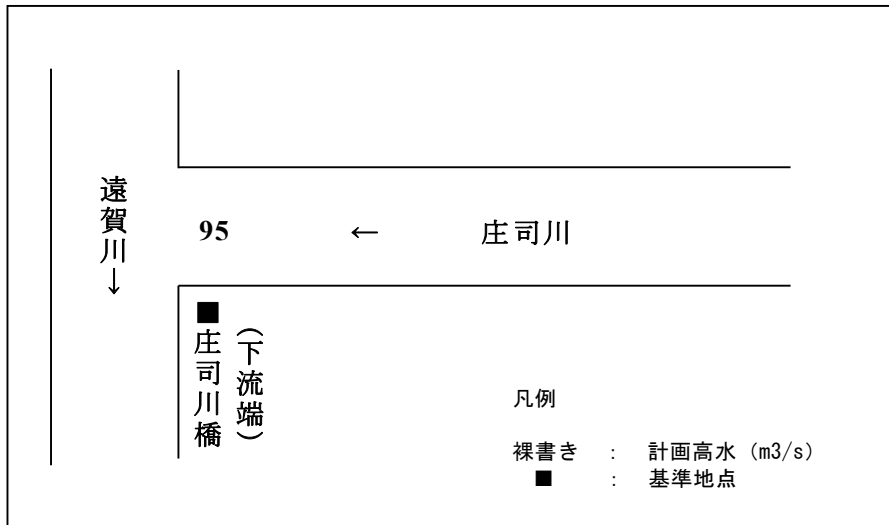 遠賀川↓
95 ← 庄司川
■庄司川橋
(下流端)
凡例
裸書き : 計画高水 (m3/s)
■ : 基準地点